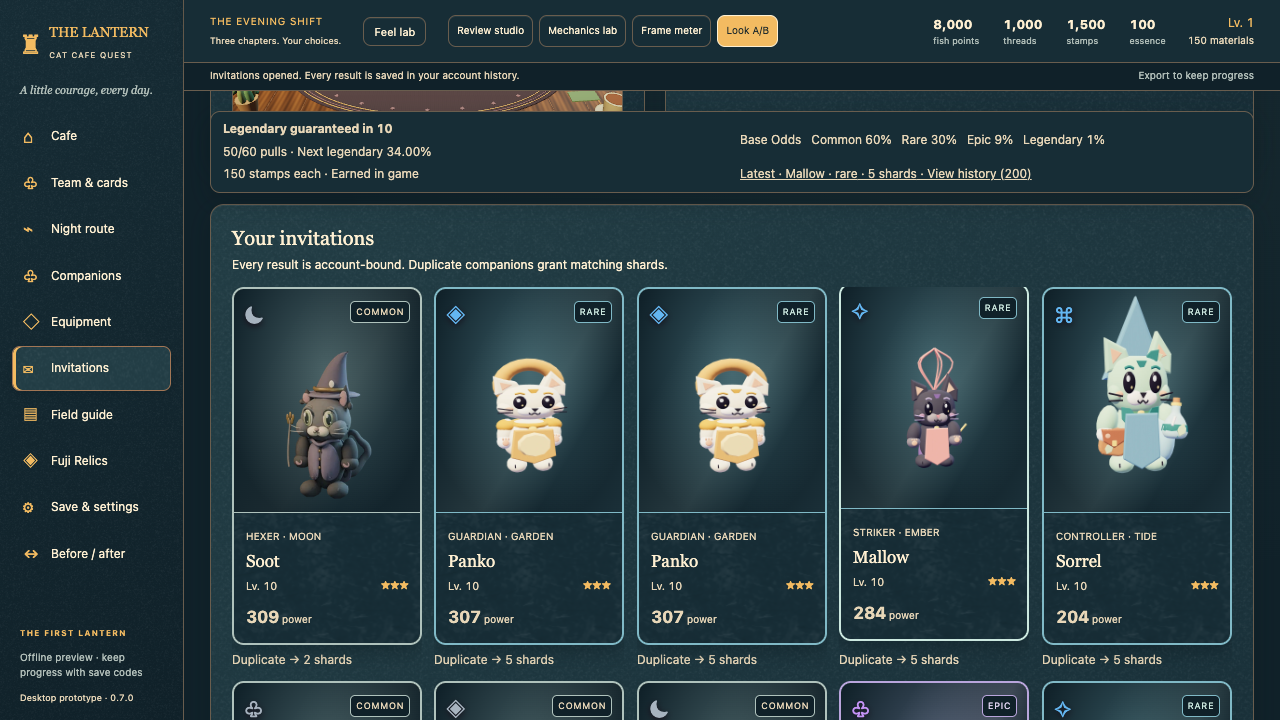 THE LANTERN
CAT CAFE QUEST
A little courage, every day.
Cafe
Team & cards
Night route
Companions
Equipment
Invitations
Field guide
Fuji Relics
Save & settings
Before / after
THE FIRST LANTERN
Offline preview · keep
progress with save codes
Desktop prototype · 0.7.0
THE EVENING SHIFT
Three chapters. Your choices.
Feel lab
Review studio
Mechanics lab
Frame meter
Look A/B
8,000
fish points
1,000
threads
1,500
stamps
100
essence
Lv. 1
150 materials
Invitations opened. Every result is saved in your account history.
Export to keep progress
Legendary guaranteed in 10
50/60 pulls · Next legendary 34.00%
150 stamps each · Earned in game
Base Odds Common 60% Rare 30% Epic 9% Legendary 1%
Latest · Mallow · rare · 5 shards · View history (200)
Your invitations
Every result is account-bound. Duplicate companions grant matching shards.
COMMON
HEXER · MOON
Soot
Lv. 10
309 power
Duplicate → 2 shards
RARE
GUARDIAN · GARDEN
Panko
Lv. 10
307 power
Duplicate → 5 shards
RARE
GUARDIAN · GARDEN
Panko
Lv. 10
307 power
Duplicate → 5 shards
RARE
STRIKER · EMBER
Mallow
Lv. 10
284 power
Duplicate → 5 shards
RARE
CONTROLLER · TIDE
Sorrel
Lv. 10
204 power
Duplicate → 5 shards
COMMON
COMMON
COMMON
EPIC
RARE